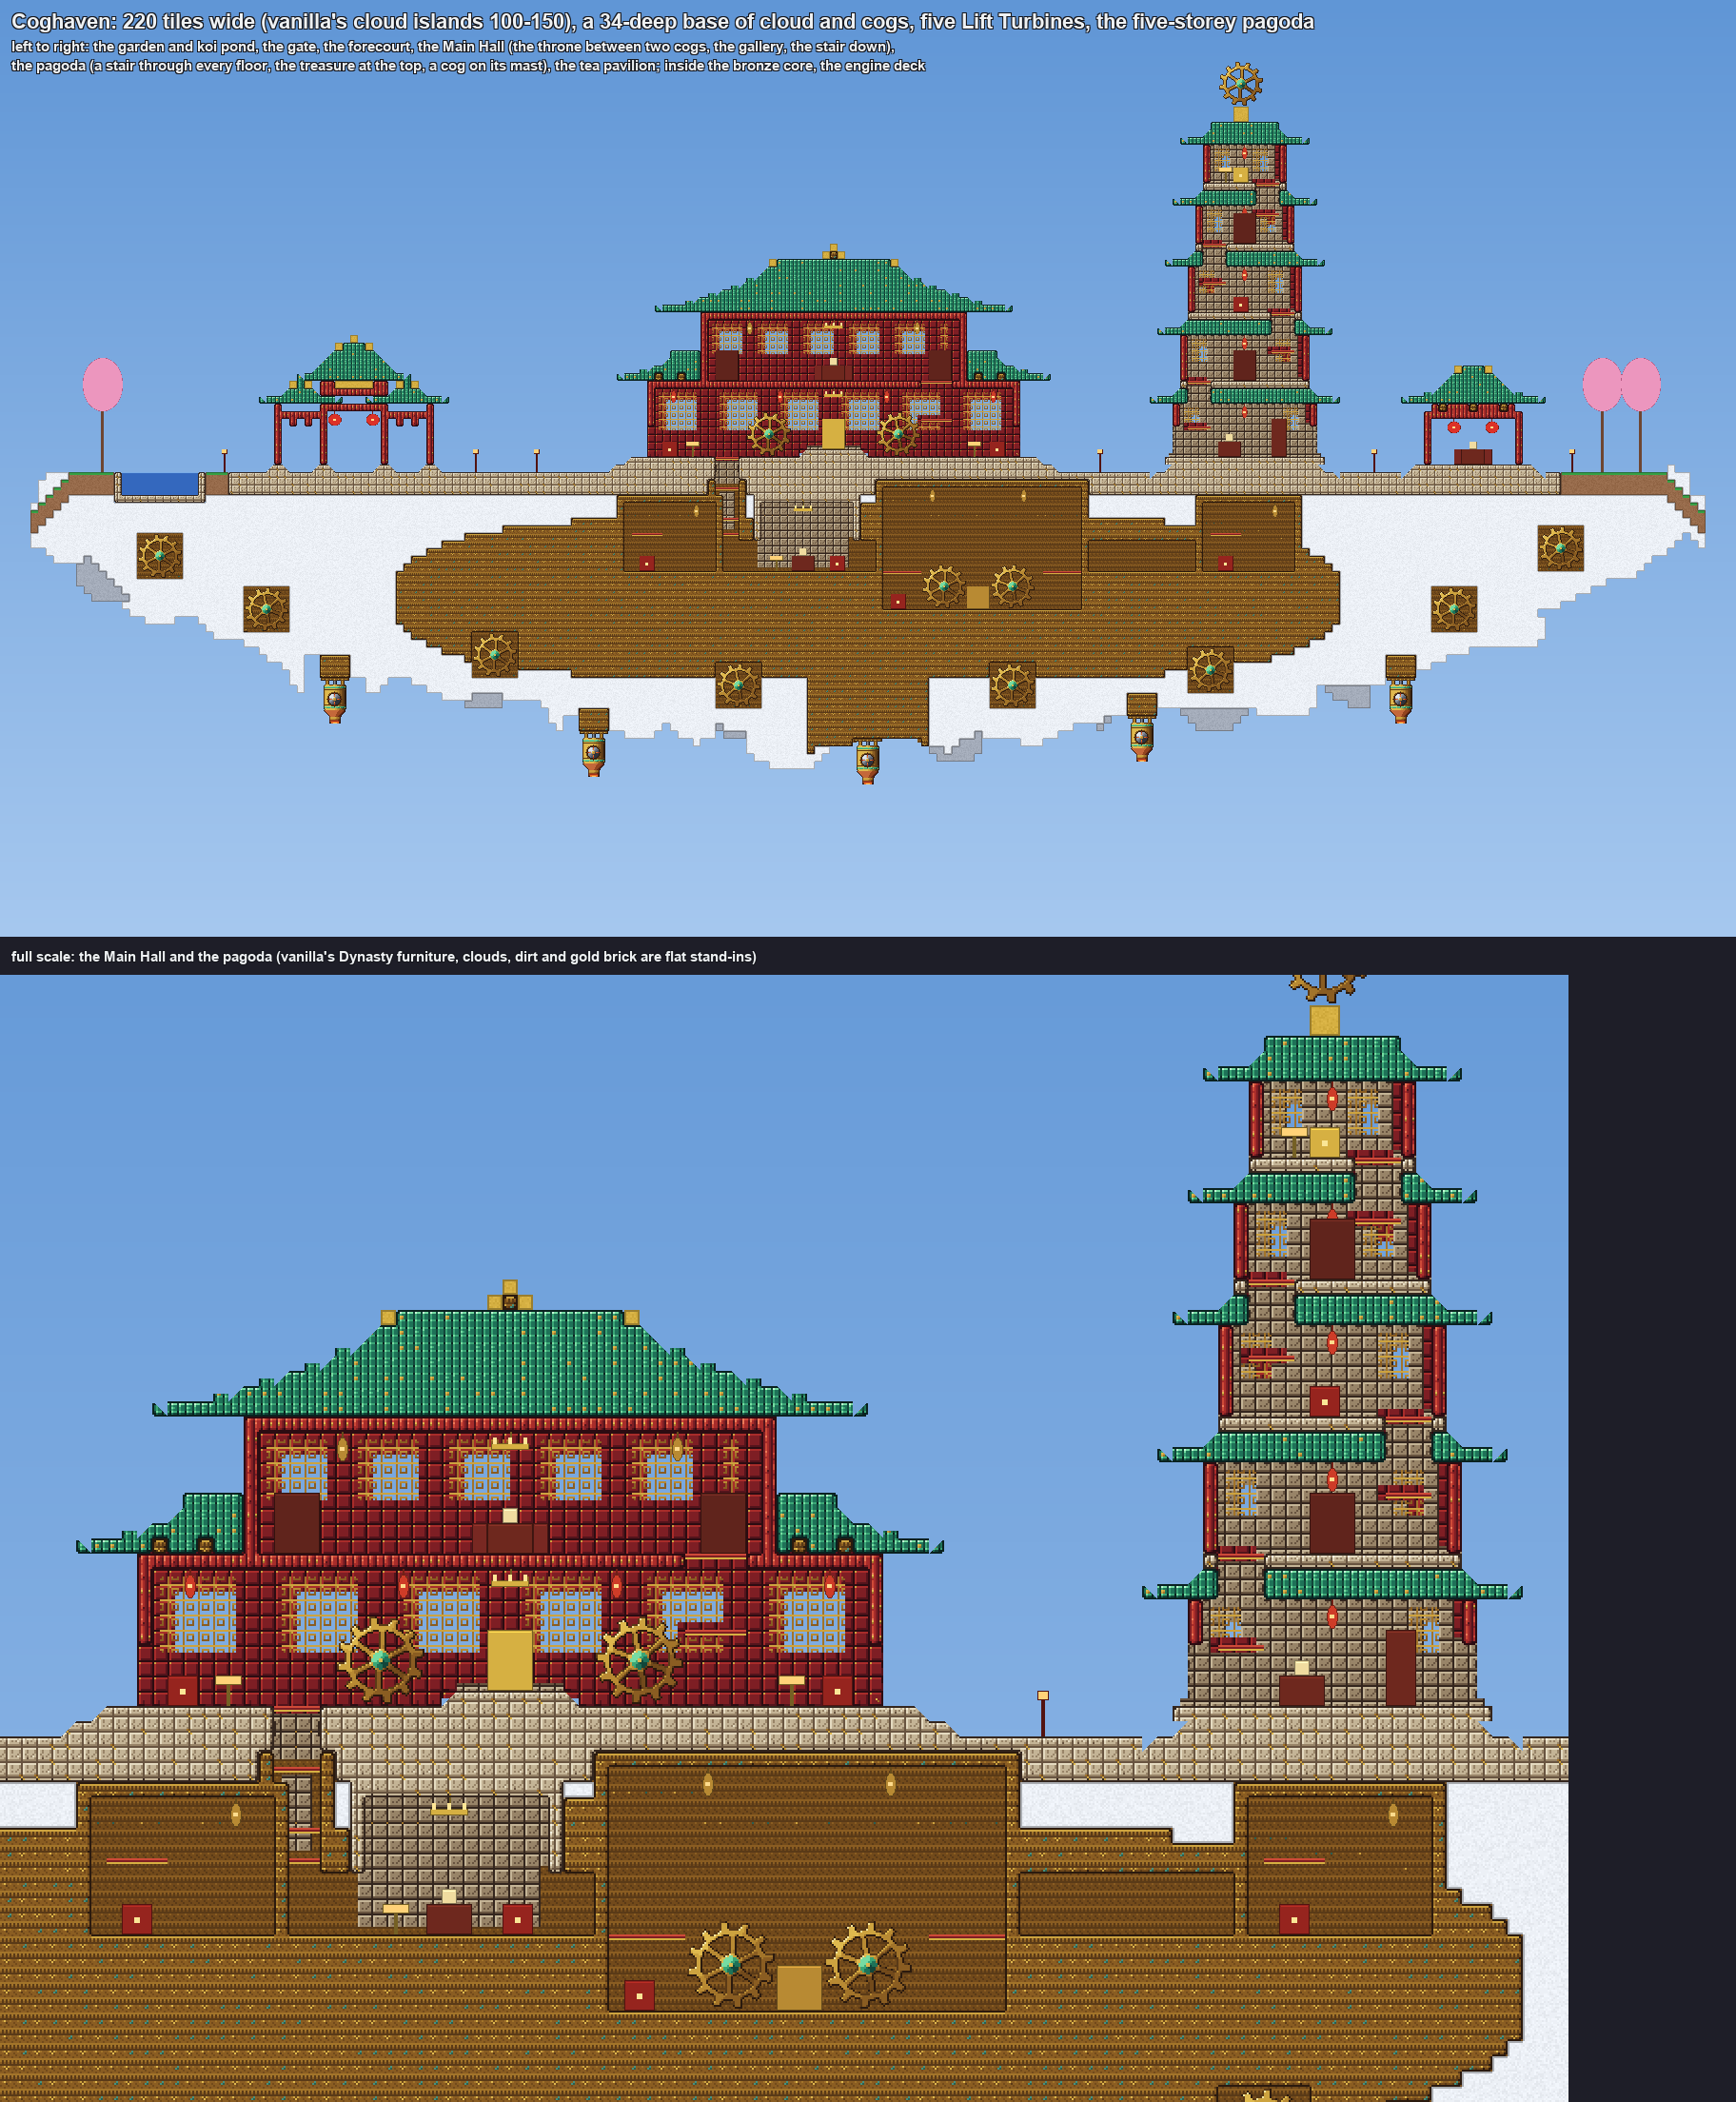 Coghaven: 220 tiles wide (vanilla's cloud islands 100-150), a 34-deep base of cloud and cogs, five Lift Turbines, the five-storey pagoda
left to right: the garden and koi pond, the gate, the forecourt, the Main Hall (the throne between two cogs, the gallery, the stair down),
the pagoda (a stair through every floor, the treasure at the top, a cog on its mast), the tea pavilion; inside the bronze core, the engine deck
full scale: the Main Hall and the pagoda (vanilla's Dynasty furniture, clouds, dirt and gold brick are flat stand-ins)